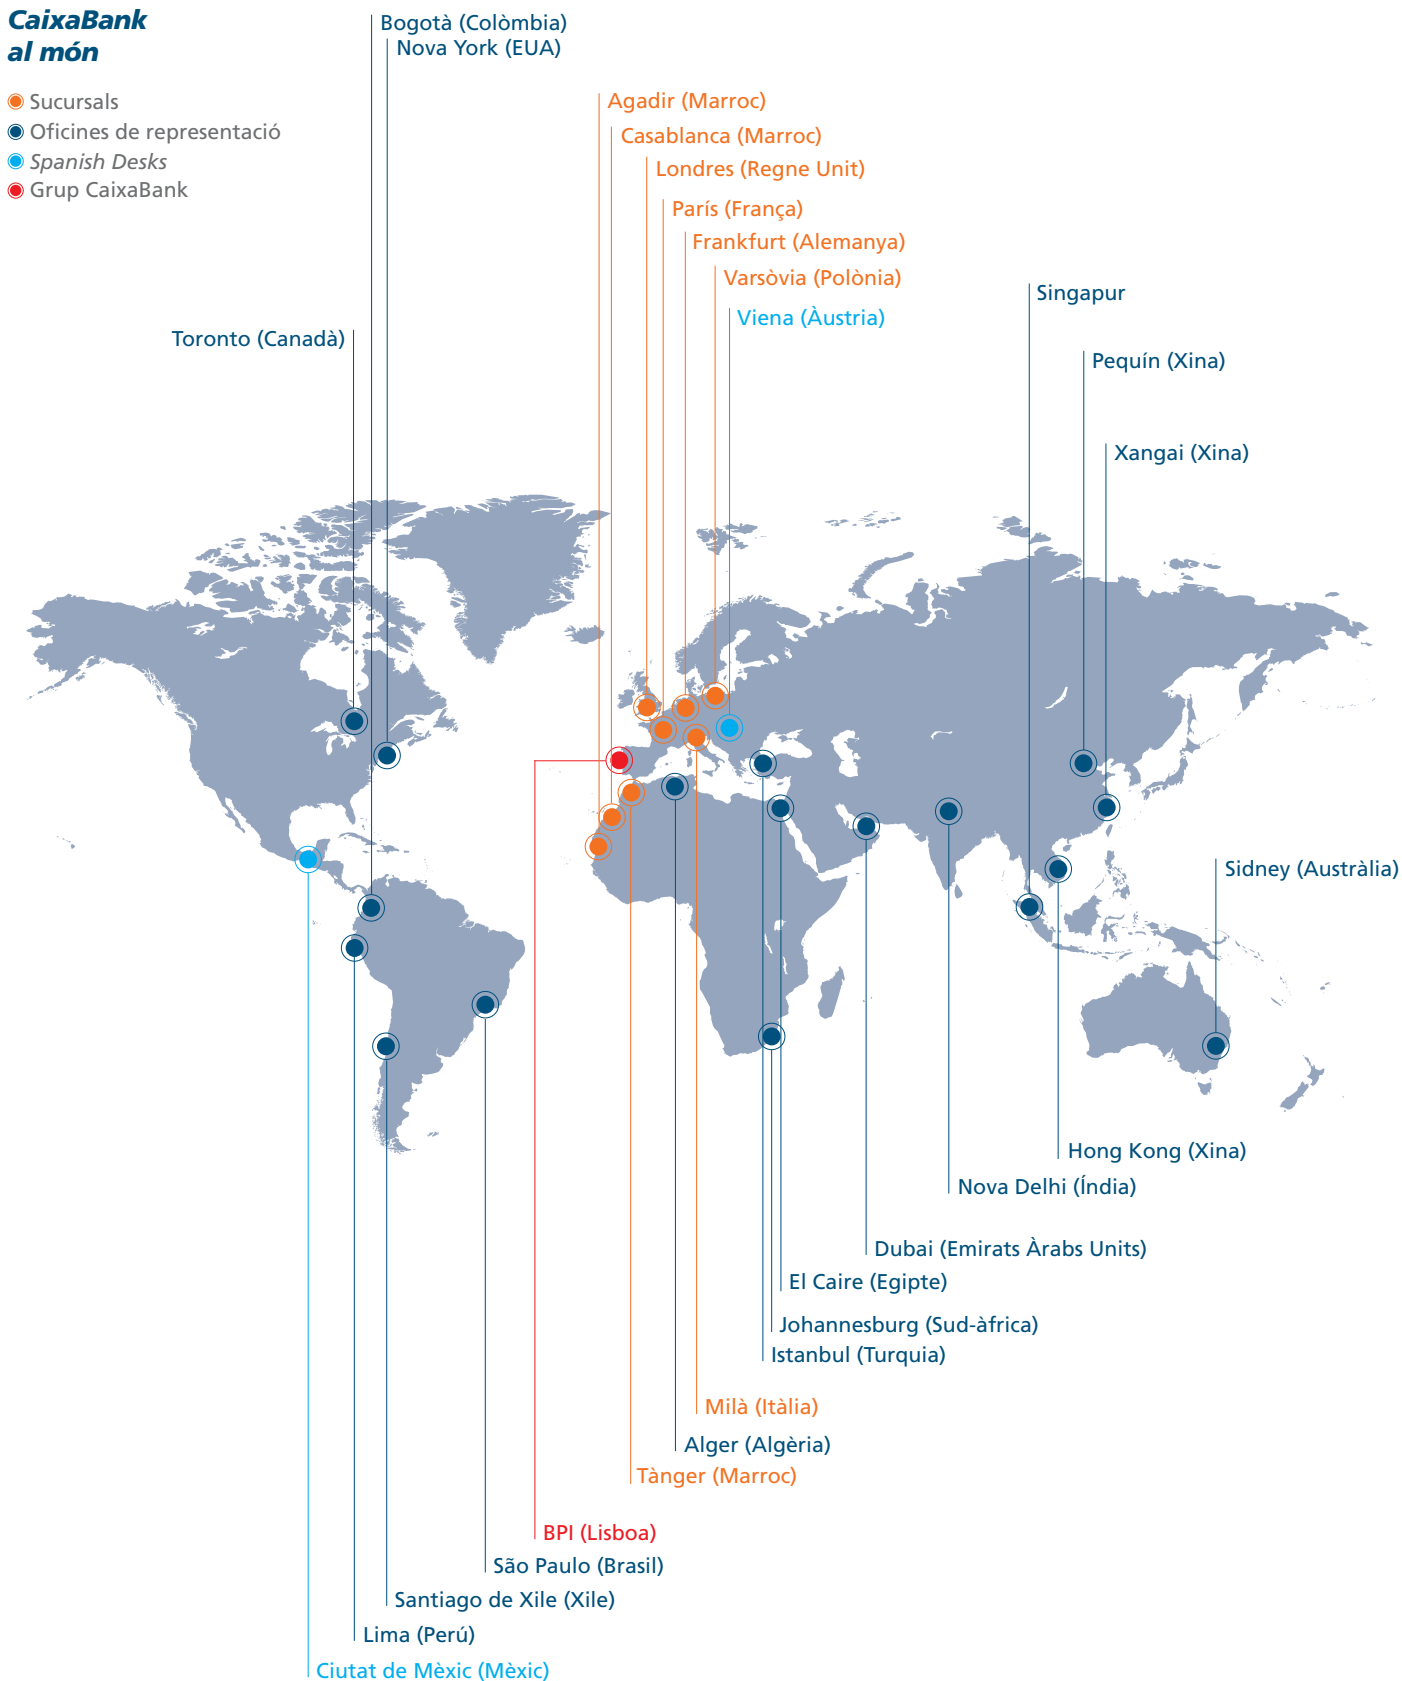 CaixaBank
al món
Sucursals
Oficines de representació
Spanish Desks
Grup CaixaBank
Bogotà (Colòmbia)
Nova York (EUA)
Agadir (Marroc)
Casablanca (Marroc)
Londres (Regne Unit)
París (França)
Frankfurt (Alemanya)
Varsòvia (Polònia)
Viena (Àustria)
Singapur
Toronto (Canadà)
Pequín (Xina)
Xangai (Xina)
Sidney (Austràlia)
Hong Kong (Xina)
Nova Delhi (Índia)
Dubai (Emirats Àrabs Units)
El Caire (Egipte)
Johannesburg (Sud-àfrica)
Istanbul (Turquia)
Milà (Itàlia)
Alger (Algèria)
Tànger (Marroc)
BPI (Lisboa)
São Paulo (Brasil)
Santiago de Xile (Xile)
Lima (Perú)
Ciutat de Mèxic (Mèxic)